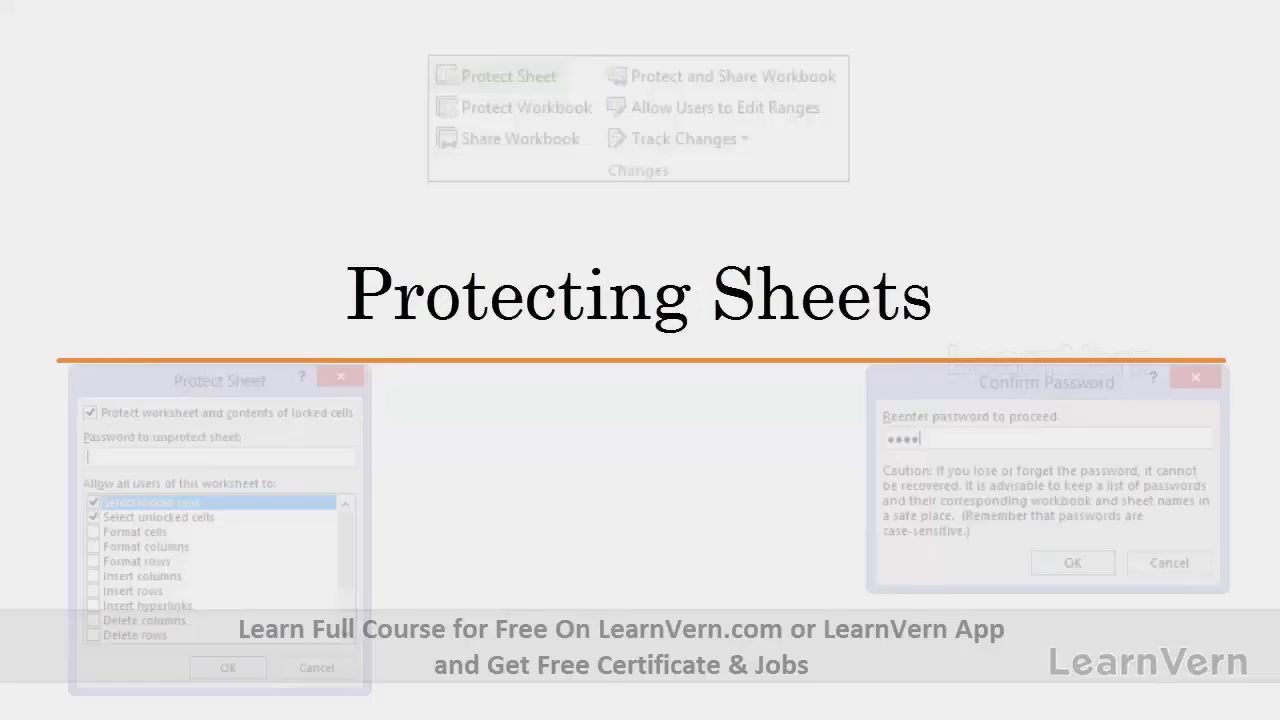 Protect Sheet
Protect and Share Workbook
Protect Workbook
Allow Users to Edit Ranges
Share Workbook
Track Changes
Changes
Protecting Sheets
Protect Sheet ?
Protect worksheet and contents of locked cells
Password to unprotect sheet:
Allow all users of this worksheet to:
Select locked cells
Select unlocked cells
Format cells
Format columns
Format rows
Insert columns
Insert rows
Insert hyperlinks
Delete columns
Delete rows
OK Cancel
Confirm Password ?
Reenter password to proceed.
Caution: If you lose or forget the password, it cannot
be recovered. It is advisable to keep a list of passwords
and their corresponding workbook and sheet names in
a safe place. (Remember that passwords are
case-sensitive.)
OK Cancel
Learn Full Course for Free On LearnVern.com or LearnVern App
and Get Free Certificate & Jobs
LearnVern